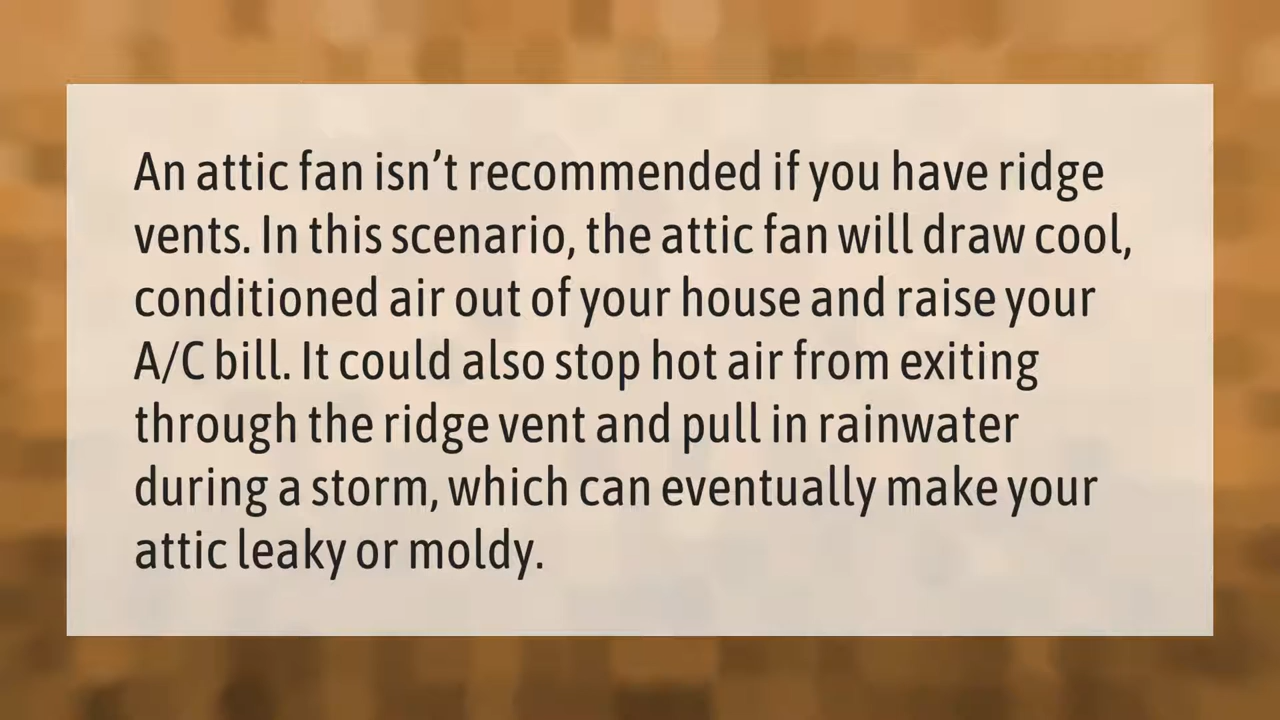 An attic fan isn’t recommended if you have ridge
vents. In this scenario, the attic fan will draw cool,
conditioned air out of your house and raise your
A/C bill. It could also stop hot air from exiting
through the ridge vent and pull in rainwater
during a storm, which can eventually make your
attic leaky or moldy.